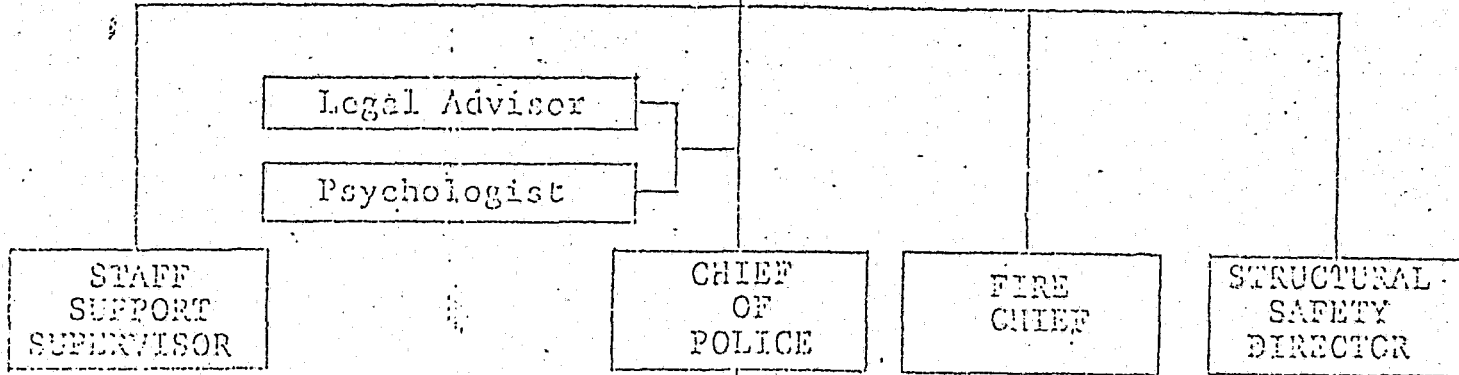 Legal Advisor
Psychologist
STAFF
SUPPORT
SUPERVISOR
CHIEF
OF
POLICE
FIRE
CHIEF
STRUCTURAL
SAFETY
DIRECTOR